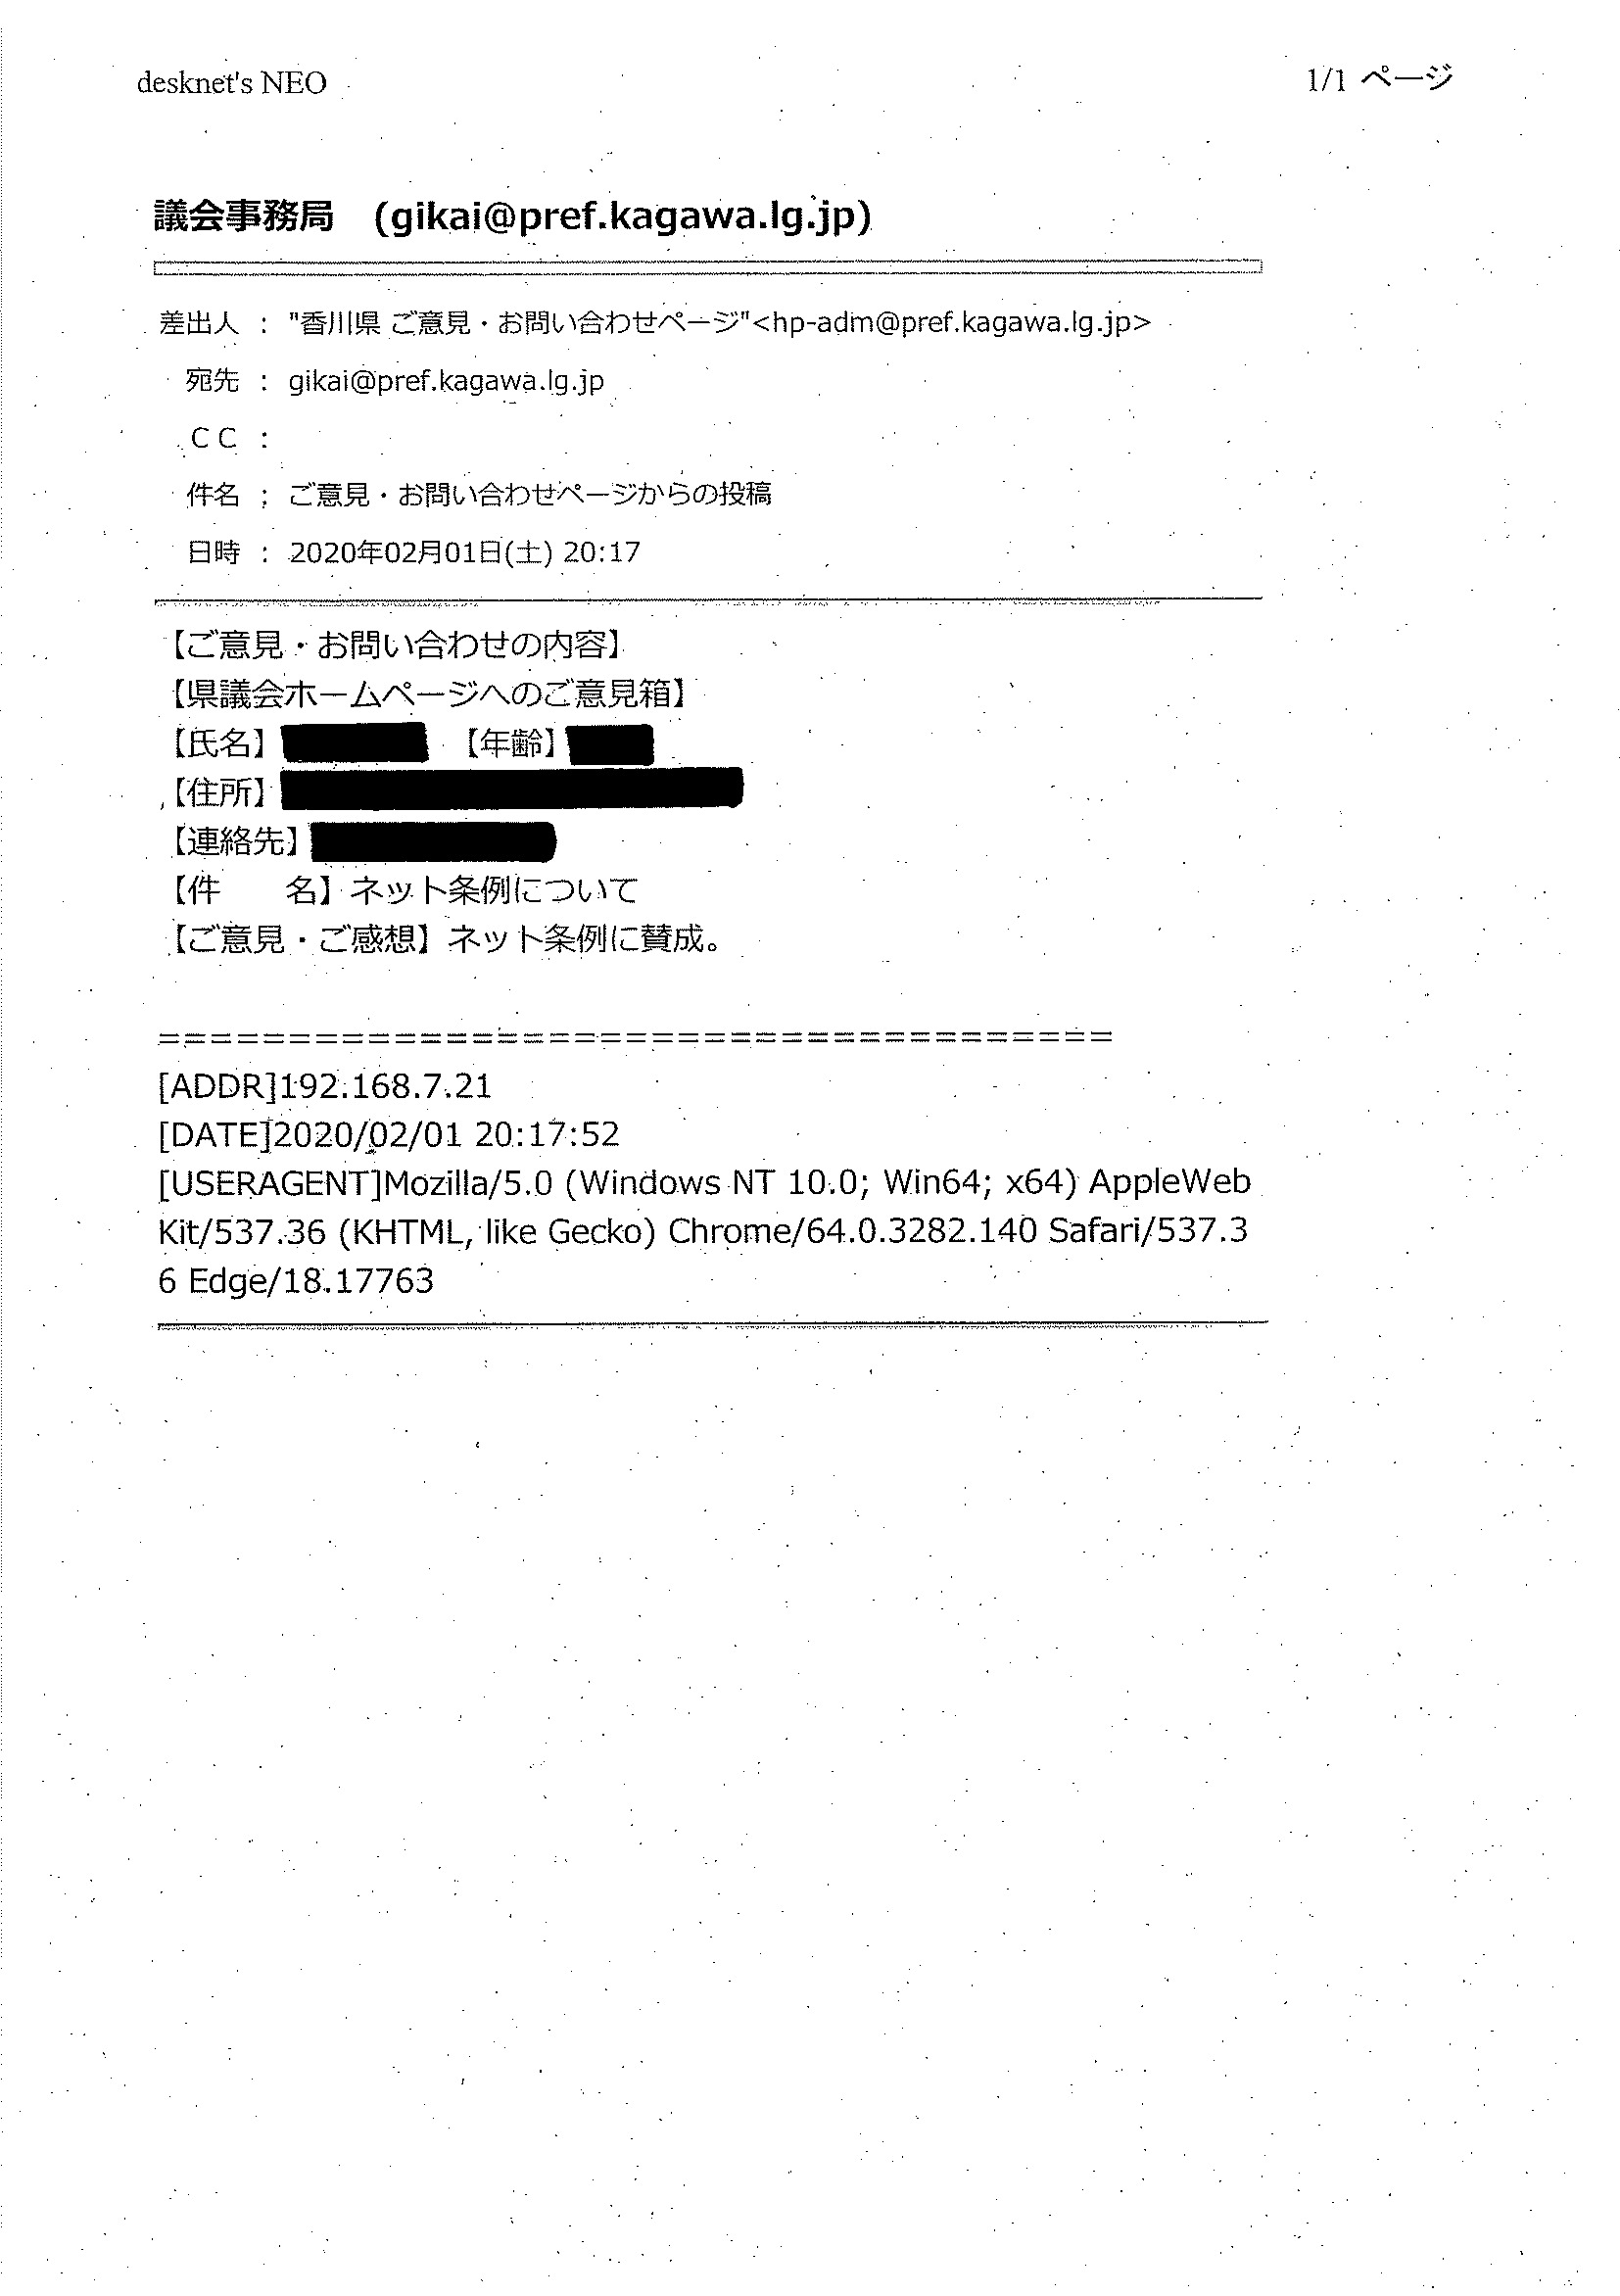 desknet's NEO
1/1 ページ
議会事務局　(gikai@pref.kagawa.lg.jp)
差出人 : "香川県 ご意見・お問い合わせページ"<hp-adm@pref.kagawa.lg.jp>
宛先 : gikai@pref.kagawa.lg.jp
ＣＣ :
件名 : ご意見・お問い合わせページからの投稿
日時 : 2020年02月01日(土) 20:17
【ご意見・お問い合わせの内容】
【県議会ホームページへのご意見箱】
【氏名】　【年齢】
【住所】
【連絡先】
【件　　名】ネット条例について
【ご意見・ご感想】ネット条例に賛成。
=====================================
[ADDR]192.168.7.21
[DATE]2020/02/01 20:17:52
[USERAGENT]Mozilla/5.0 (Windows NT 10.0; Win64; x64) AppleWeb
Kit/537.36 (KHTML, like Gecko) Chrome/64.0.3282.140 Safari/537.3
6 Edge/18.17763